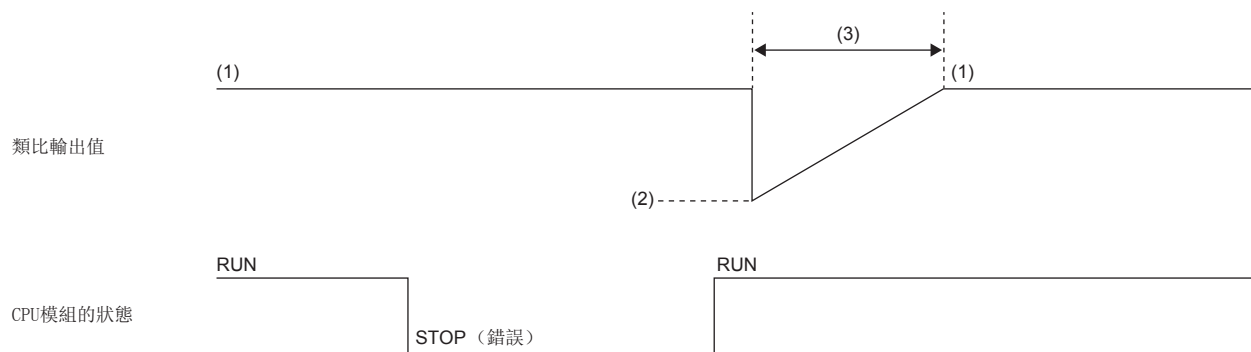 (3)
(1)
(1)
類比輸出值
(2)
RUN
RUN
CPU模組的狀態
STOP（錯誤）